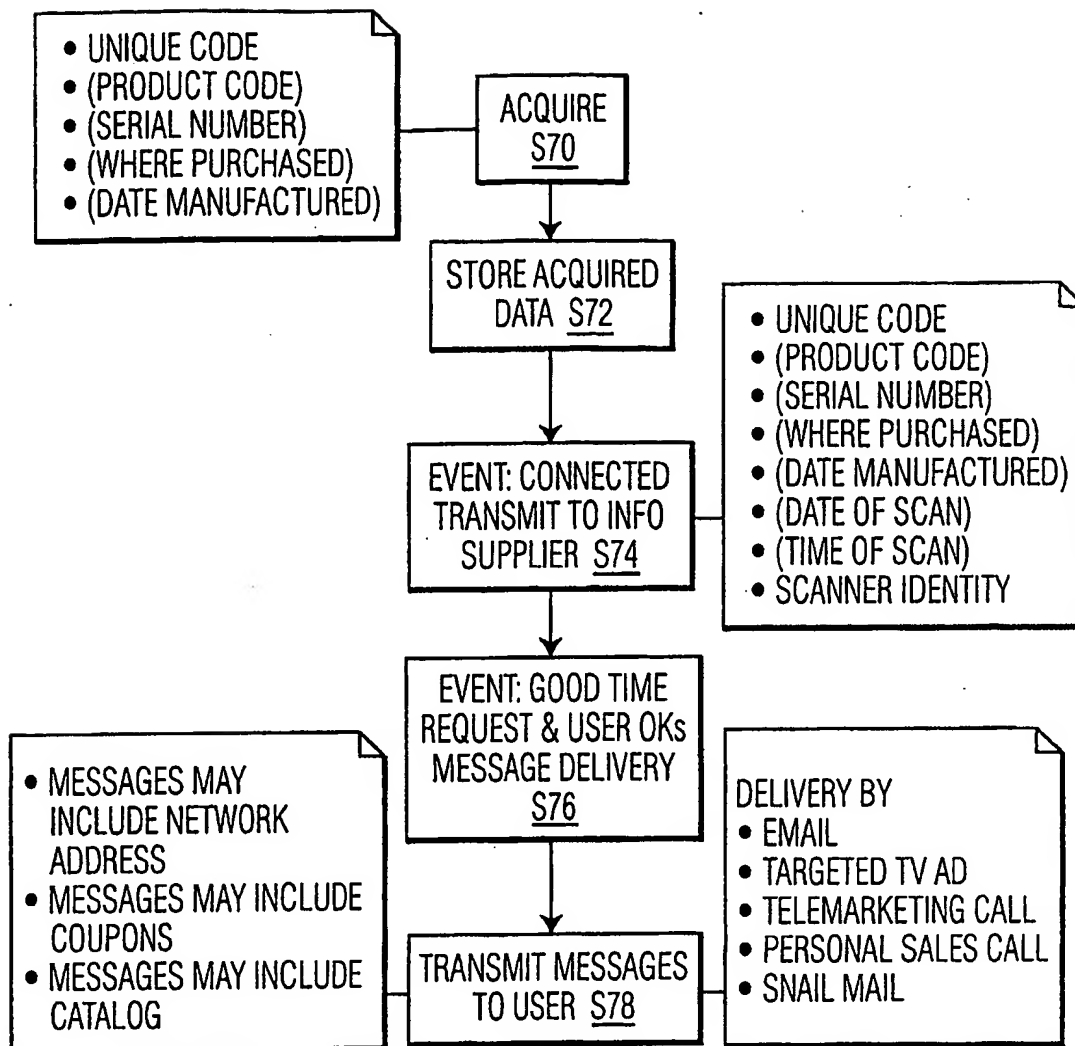 • UNIQUE CODE
• (PRODUCT CODE)
• (SERIAL NUMBER)
• (WHERE PURCHASED)
• (DATE MANUFACTURED)
ACQUIRE
S70
STORE ACQUIRED
DATA S72
EVENT: CONNECTED
TRANSMIT TO INFO
SUPPLIER S74
• UNIQUE CODE
• (PRODUCT CODE)
• (SERIAL NUMBER)
• (WHERE PURCHASED)
• (DATE MANUFACTURED)
• (DATE OF SCAN)
• (TIME OF SCAN)
• SCANNER IDENTITY
EVENT: GOOD TIME
REQUEST & USER OKs
MESSAGE DELIVERY
S76
• MESSAGES MAY
INCLUDE NETWORK
ADDRESS
• MESSAGES MAY INCLUDE
COUPONS
• MESSAGES MAY INCLUDE
CATALOG
TRANSMIT MESSAGES
TO USER S78
DELIVERY BY
• EMAIL
• TARGETED TV AD
• TELEMARKETING CALL
• PERSONAL SALES CALL
• SNAIL MAIL